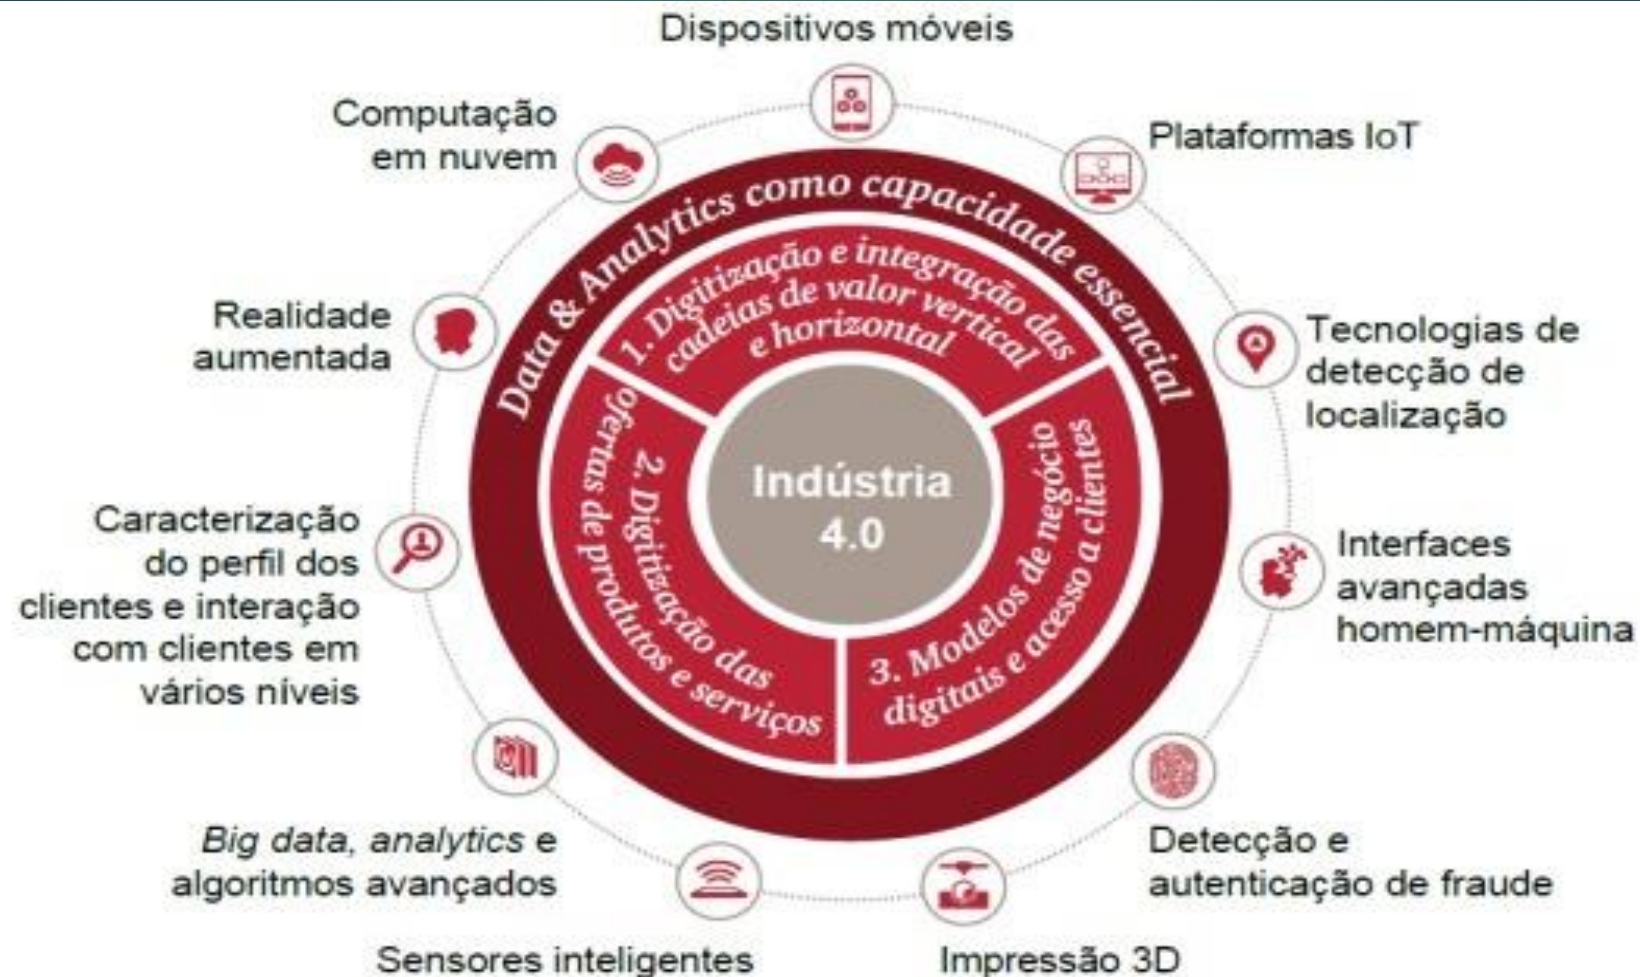 Dispositivos móveis
Computação
em nuvem
Plataformas IoT
Realidade
aumentada
Tecnologias de
detecção de
localização
Caracterização
do perfil dos
clientes e interação
com clientes em
vários níveis
Interfaces
avançadas
homem-máquina
Big data, analytics e
algoritmos avançados
Detecção e
autenticação de fraude
Sensores inteligentes
Impressão 3D
Data & Analytics como capacidade essencial
1. Digitização e integração das
cadeias de valor vertical
e horizontal
2. Digitização das
ofertas de produtos e serviços
3. Modelos de negócio
digitais e acesso a clientes
Indústria
4.0